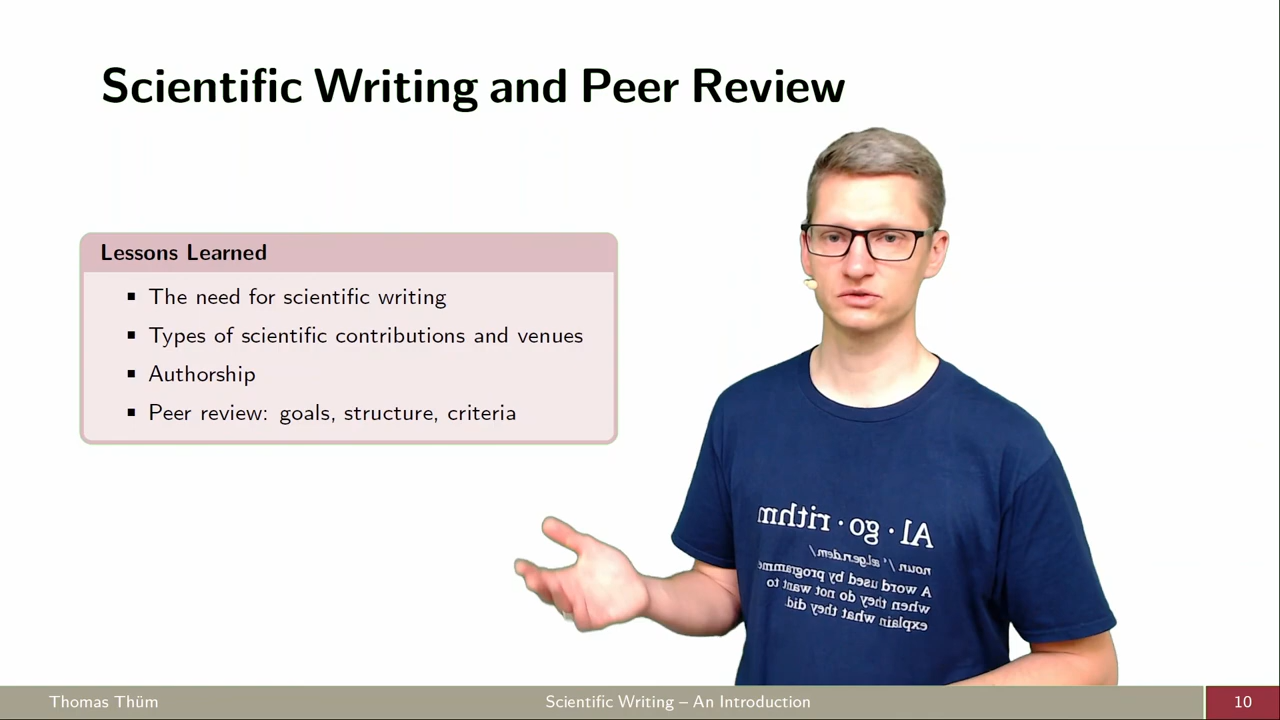 Scientific Writing and Peer Review
Lessons Learned
The need for scientific writing
Types of scientific contributions and venues
Authorship
Peer review: goals, structure, criteria
Al·go·rithm
noun /
A word used by programme
when they do not want to
explain what they did.
Thomas Thüm
Scientific Writing – An Introduction
10